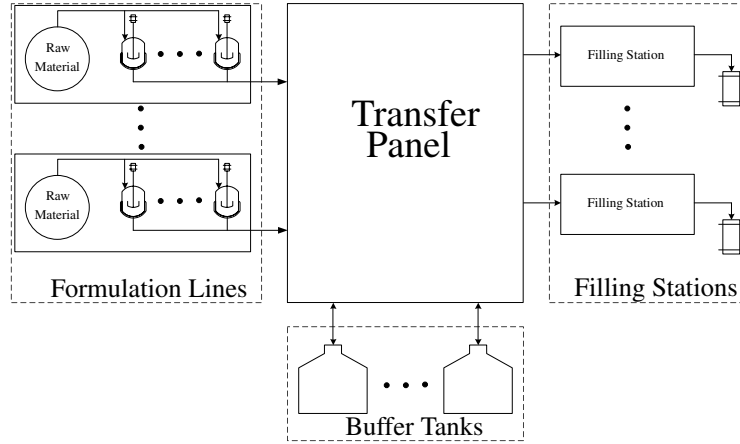 Raw
Material
Raw
Material
Formulation Lines
Transfer
Panel
Filling Station
Filling Station
Filling Stations
Buffer Tanks